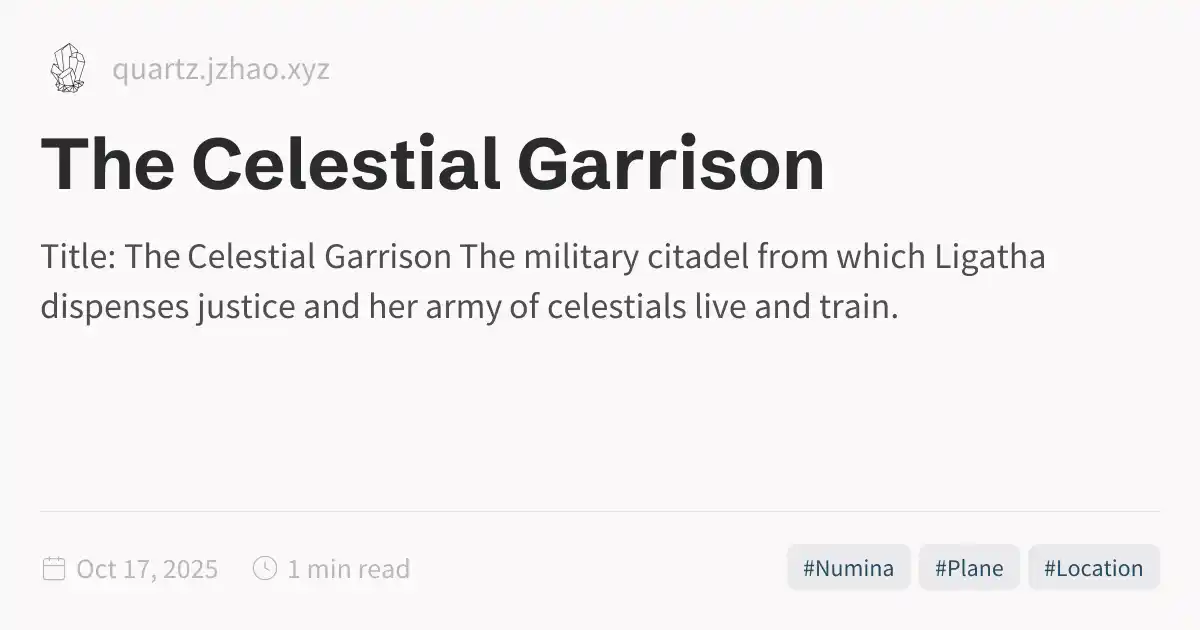 quartz.jzhao.xyz
The Celestial Garrison
Title: The Celestial Garrison The military citadel from which Ligatha
dispenses justice and her army of celestials live and train.
Oct 17, 2025 1 min read #Numina #Plane #Location